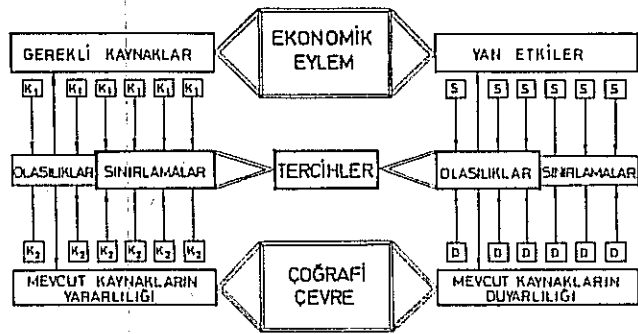 EKONOMİK
EYLEM
GEREKLİ KAYNAKLAR
YAN ETKİLER
K1 K1 K1 K1 K1 K1
S S S S S S
OLASILIKLAR SINIRLAMALAR
TERCİHLER
OLASILIKLAR SINIRLAMALAR
K2 K2 K2 K2 K2 K2
D D D D D D
MEVCUT KAYNAKLARIN
YARARLILIĞI
ÇOĞRAFİ
ÇEVRE
MEVCUT KAYNAKLARIN
DUYARLILIĞI